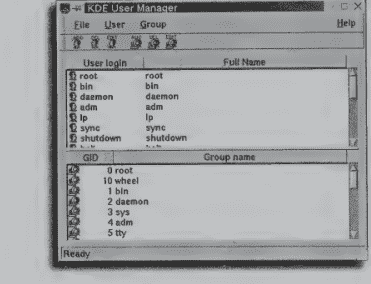 KDE User Manager
File User Group Help
User login Full Name
root root
bin bin
daemon daemon
adm adm
lp lp
sync sync
shutdown shutdown
GID Group name
0 root
10 wheel
1 bin
2 daemon
3 sys
4 adm
5 tty
Ready